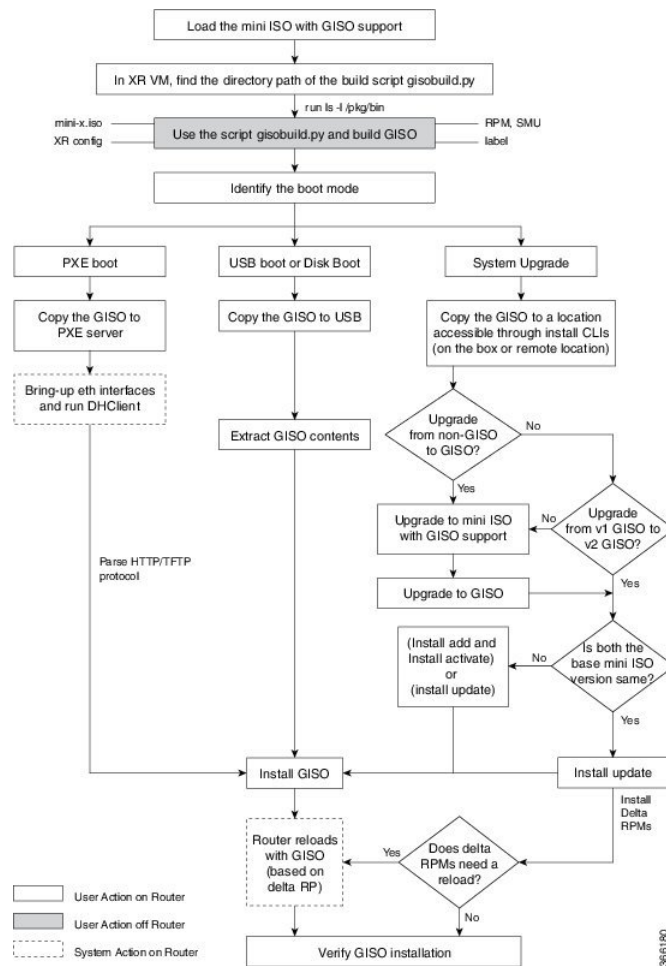 Load the mini ISO with GISO support
In XR VM, find the directory path of the build script gisobuild.py
run ls -l /pkg/bin
mini-x.iso
XR config
Use the script gisobuild.py and build GISO
RPM, SMU
label
Identify the boot mode
PXE boot
USB boot or Disk Boot
System Upgrade
Copy the GISO to
PXE server
Copy the GISO to USB
Copy the GISO to a location
accessible through install CLIs
(on the box or remote location)
Bring-up eth interfaces
and run DHClient
Extract GISO contents
Upgrade
from non-GISO
to GISO?
No
Yes
Upgrade to mini ISO
with GISO support
No
Upgrade
from v1 GISO to
v2 GISO?
Parse HTTP/TFTP
protocol
Yes
Upgrade to GISO
(Install add and
Install activate)
or
(install update)
No
Is both the
base mini ISO
version same?
Yes
Install GISO
Install update
Install
Delta
RPMs
Router reloads
with GISO
(based on
delta RP)
Yes
Does delta
RPMs need a
reload?
No
Verify GISO installation
User Action on Router
User Action off Router
System Action on Router
366180